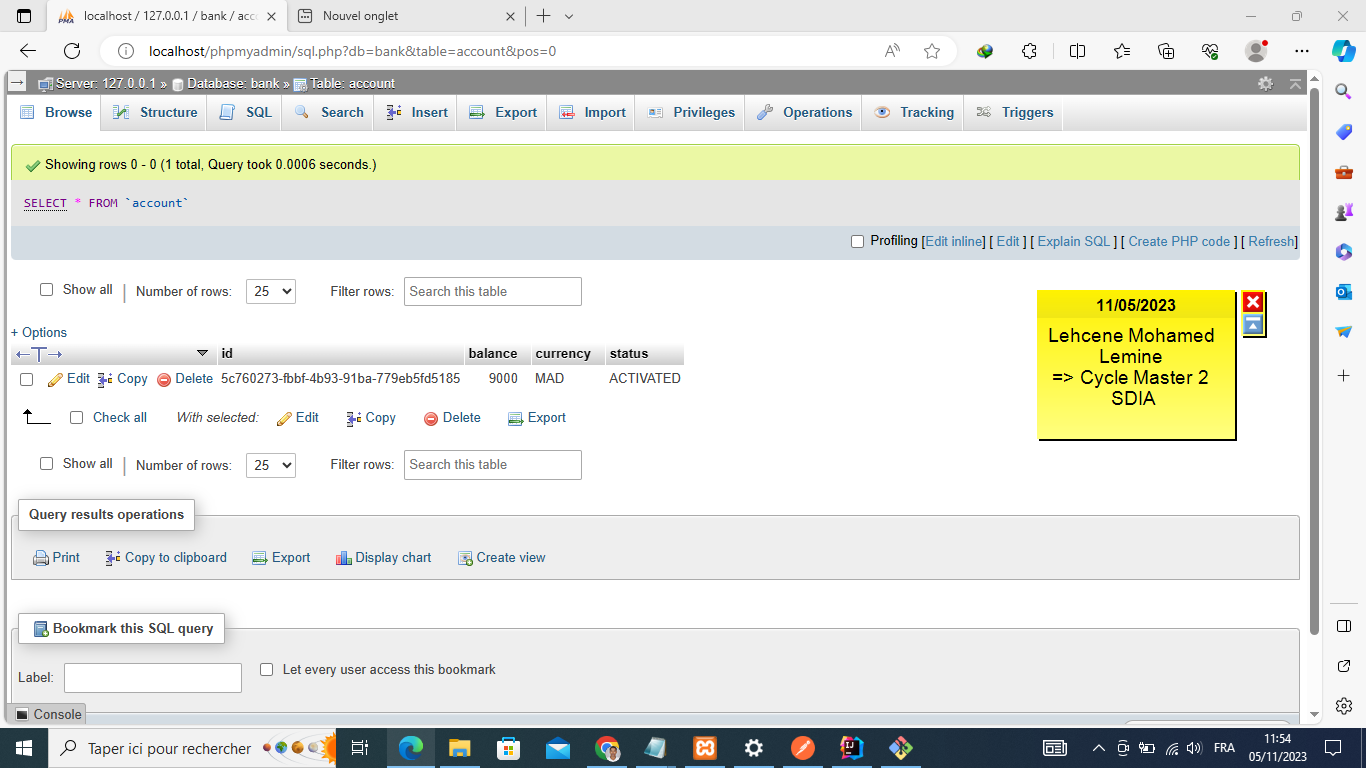 localhost / 127.0.0.1 / bank / acc
Nouvel onglet
localhost/phpmyadmin/sql.php?db=bank&table=account&pos=0
Server: 127.0.0.1 » Database: bank » Table: account
Browse Structure SQL Search Insert Export Import Privileges Operations Tracking Triggers
Showing rows 0 - 0 (1 total, Query took 0.0006 seconds.)
SELECT * FROM `account`
Profiling [Edit inline] [ Edit ] [ Explain SQL ] [ Create PHP code ] [ Refresh]
Show all | Number of rows: 25 Filter rows: Search this table
11/05/2023
Lehcene Mohamed
Lemine
=> Cycle Master 2
SDIA
+ Options
←T→ id balance currency status
Edit Copy Delete 5c760273-fbbf-4b93-91ba-779eb5fd5185 9000 MAD ACTIVATED
Check all With selected: Edit Copy Delete Export
Show all | Number of rows: 25 Filter rows: Search this table
Query results operations
Print Copy to clipboard Export Display chart Create view
Bookmark this SQL query
Label: Let every user access this bookmark
Console
Taper ici pour rechercher
FRA
11:54
05/11/2023